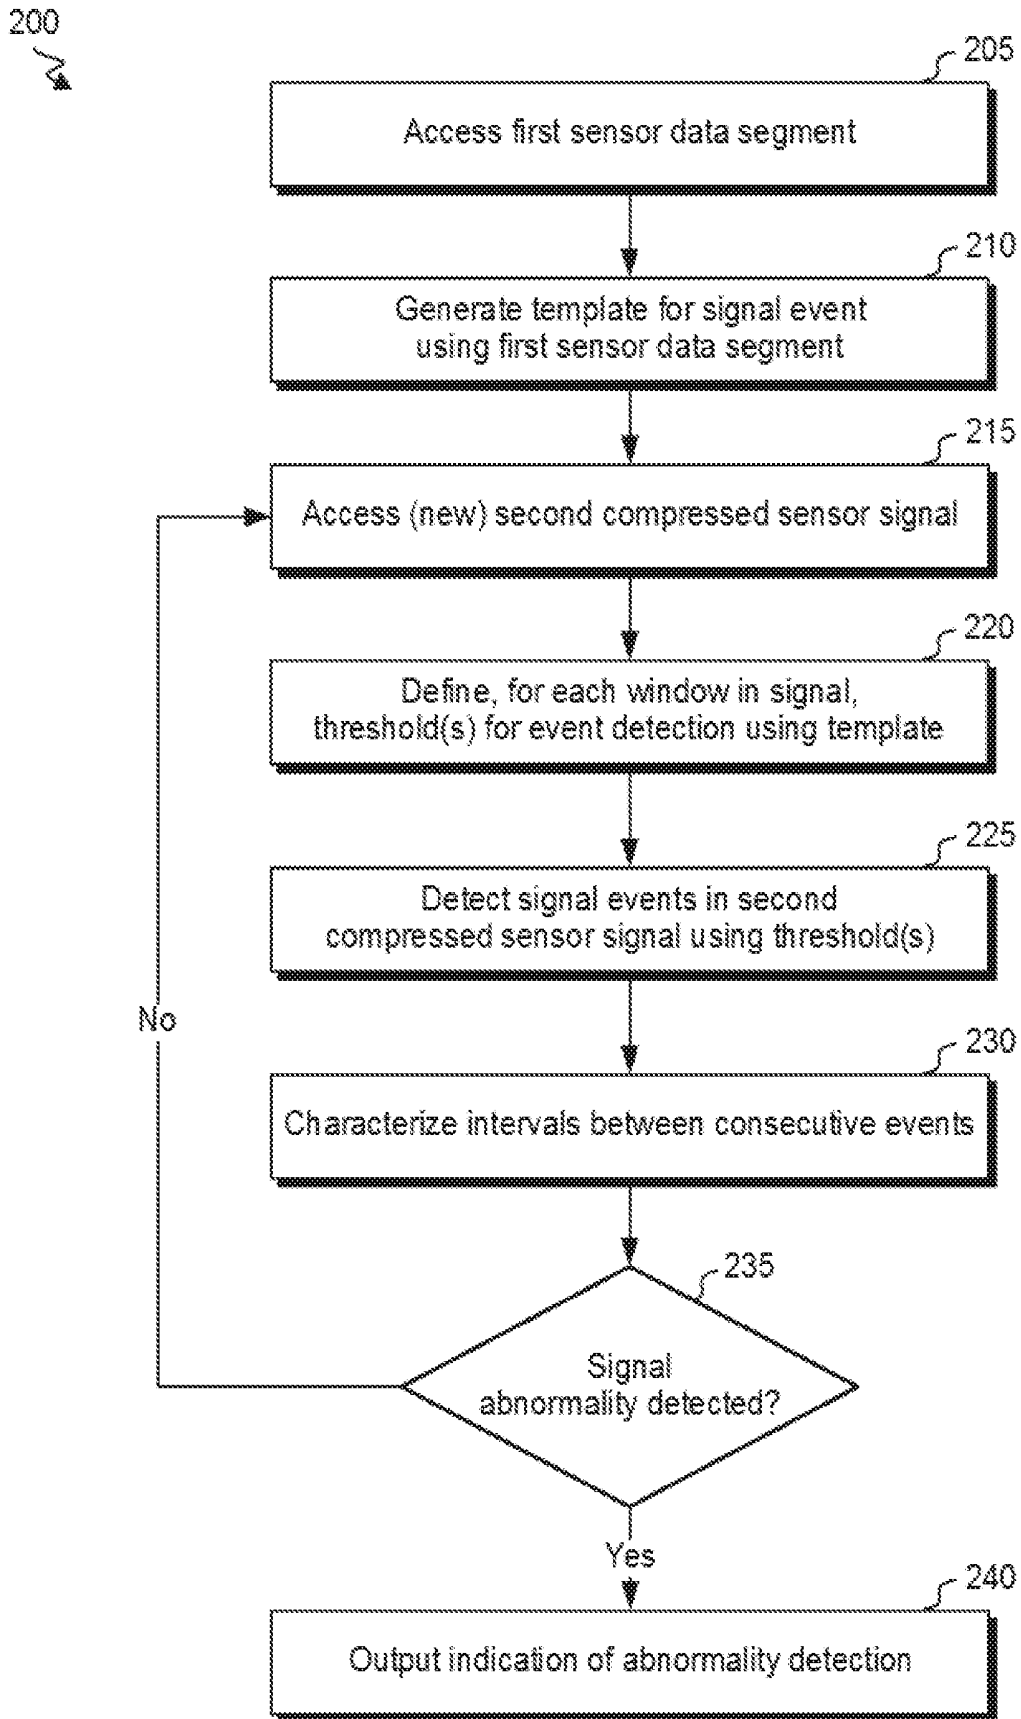 200
205
Access first sensor data segment
210
Generate template for signal event
using first sensor data segment
215
Access (new) second compressed sensor signal
220
Define, for each window in signal,
threshold(s) for event detection using template
225
Detect signal events in second
compressed sensor signal using threshold(s)
No
230
Characterize intervals between consecutive events
235
Signal
abnormality detected?
Yes
240
Output indication of abnormality detection